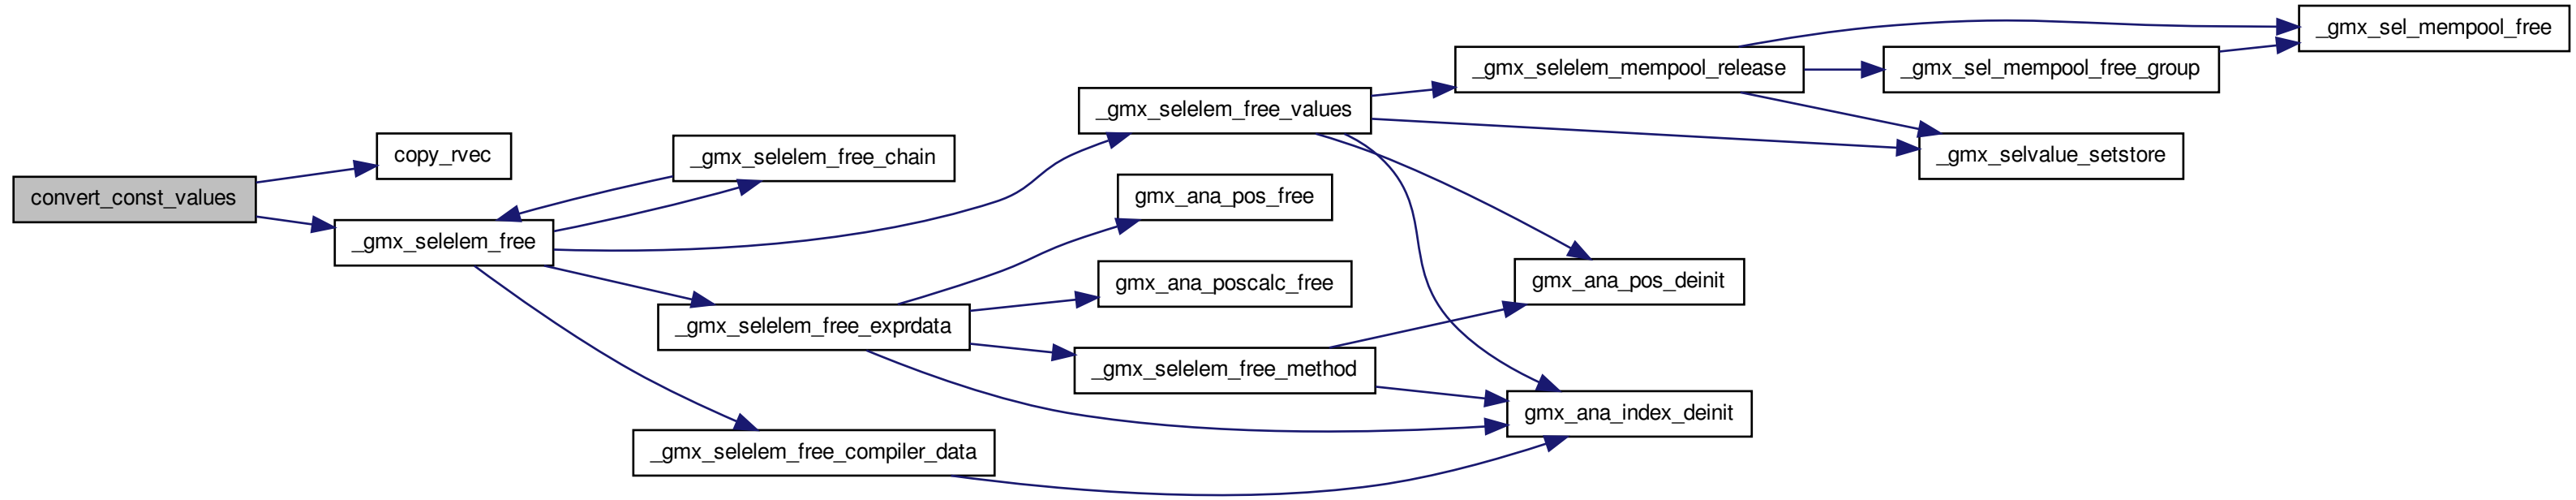 convert_const_values
copy_rvec
_gmx_selelem_free
_gmx_selelem_free_chain
_gmx_selelem_free_exprdata
_gmx_selelem_free_compiler_data
_gmx_selelem_free_values
gmx_ana_pos_free
gmx_ana_poscalc_free
_gmx_selelem_free_method
_gmx_selelem_mempool_release
gmx_ana_pos_deinit
gmx_ana_index_deinit
_gmx_sel_mempool_free_group
_gmx_selvalue_setstore
_gmx_sel_mempool_free